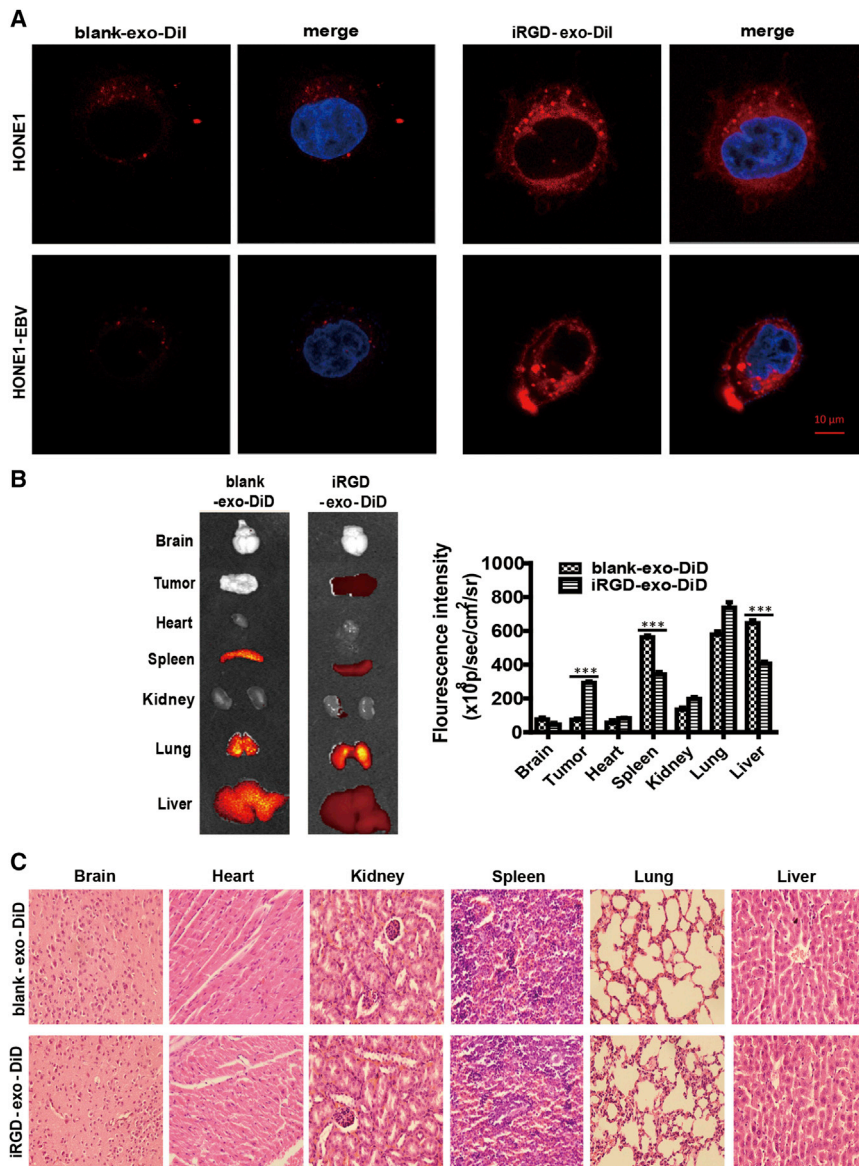 A
blank-exo-DiI
merge
iRGD-exo-DiI
merge
HONE1
HONE1-EBV
10 μm
B
blank
-exo-DiD
iRGD
-exo-DiD
Brain
Tumor
Heart
Spleen
Kidney
Lung
Liver
Flourescence intensity
(x10⁸p/sec/cm²/sr)
1000
800
600
400
200
0
blank-exo-DiD
iRGD-exo-DiD
***
***
***
Brain
Tumor
Heart
Spleen
Kidney
Lung
Liver
C
Brain
Heart
Kidney
Spleen
Lung
Liver
blank-exo-DiD
iRGD-exo-DiD